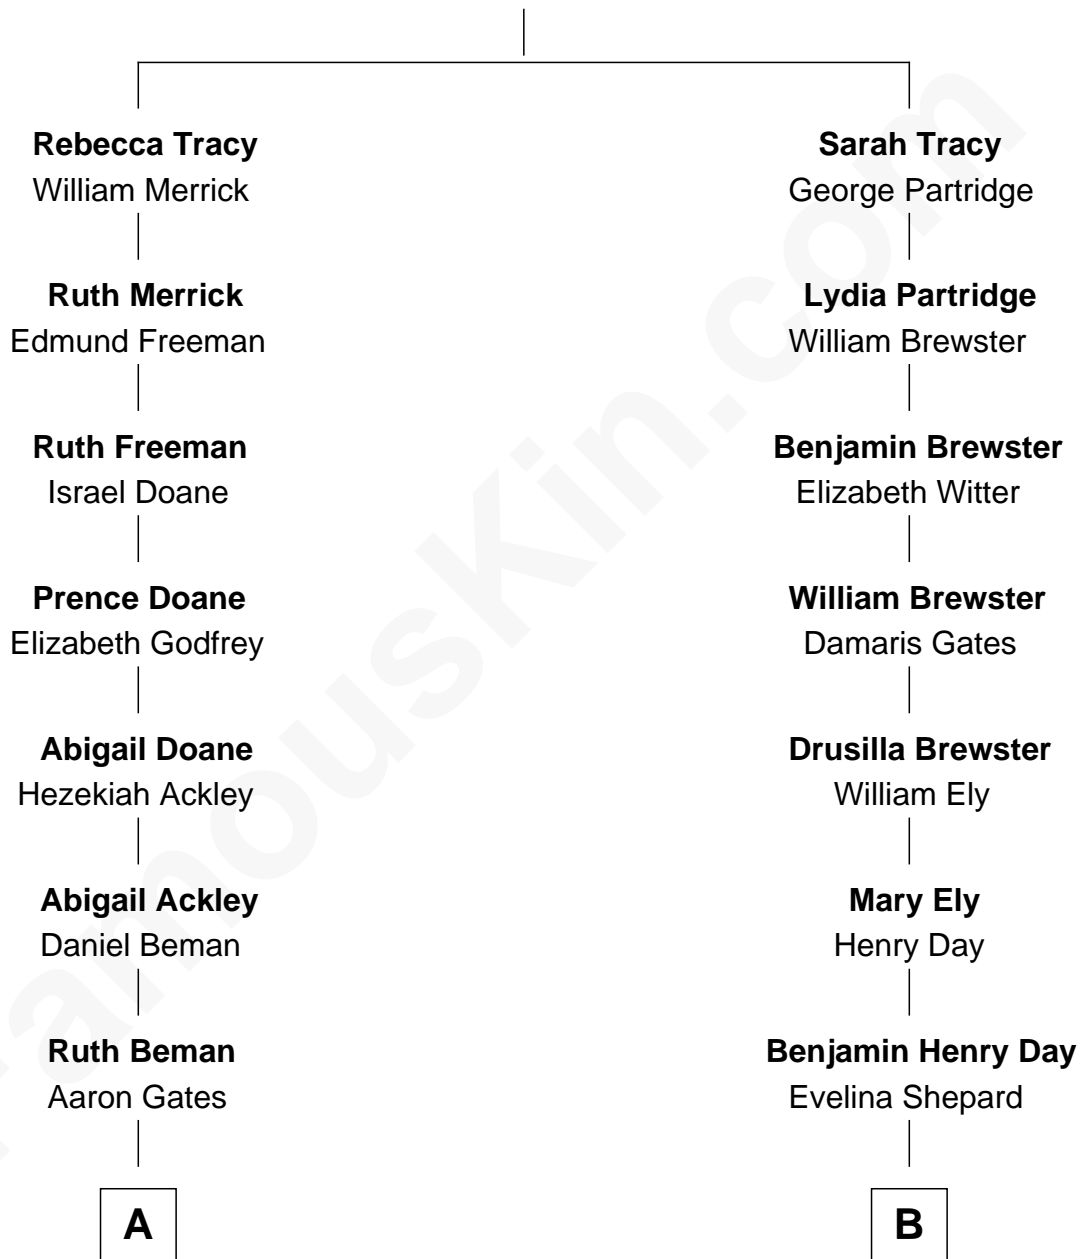 Rebecca Tracy
William Merrick
Ruth Merrick
Edmund Freeman
Ruth Freeman
Israel Doane
Prence Doane
Elizabeth Godfrey
Abigail Doane
Hezekiah Ackley
Abigail Ackley
Daniel Beman
Ruth Beman
Aaron Gates
A
Sarah Tracy
George Partridge
Lydia Partridge
William Brewster
Benjamin Brewster
Elizabeth Witter
William Brewster
Damaris Gates
Drusilla Brewster
William Ely
Mary Ely
Henry Day
Benjamin Henry Day
Evelina Shepard
B
FamousKin.com